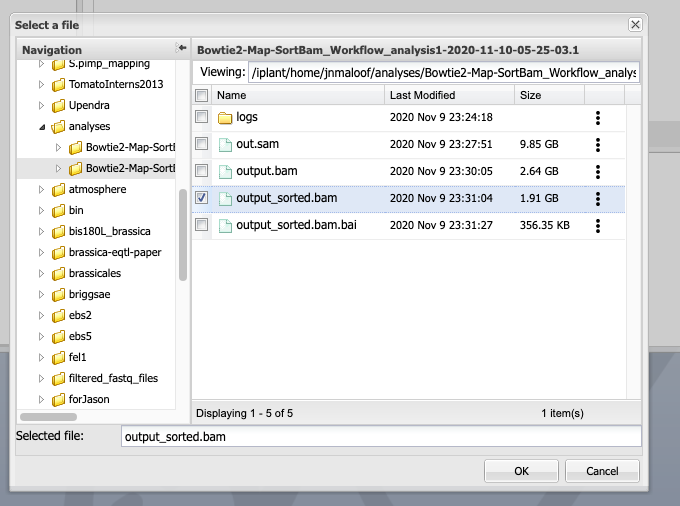 Select a file
Navigation
S.pimp_mapping
TomatoInterns2013
Upendra
analyses
Bowtie2-Map-Sort
Bowtie2-Map-Sort
atmosphere
bin
bis180L_brassica
brassica-eqtl-paper
brassicales
briggsae
ebs2
ebs5
fel1
filtered_fastq_files
forJason
Bowtie2-Map-SortBam_Workflow_analysis1-2020-11-10-05-25-03.1
Viewing: /iplant/home/jnmaloof/analyses/Bowtie2-Map-SortBam_Workflow_analys
Name Last Modified Size
logs 2020 Nov 9 23:24:18
out.sam 2020 Nov 9 23:27:51 9.85 GB
output.bam 2020 Nov 9 23:30:05 2.64 GB
output_sorted.bam 2020 Nov 9 23:31:04 1.91 GB
output_sorted.bam.bai 2020 Nov 9 23:31:27 356.35 KB
Displaying 1 - 5 of 5 1 item(s)
Selected file: output_sorted.bam
OK Cancel